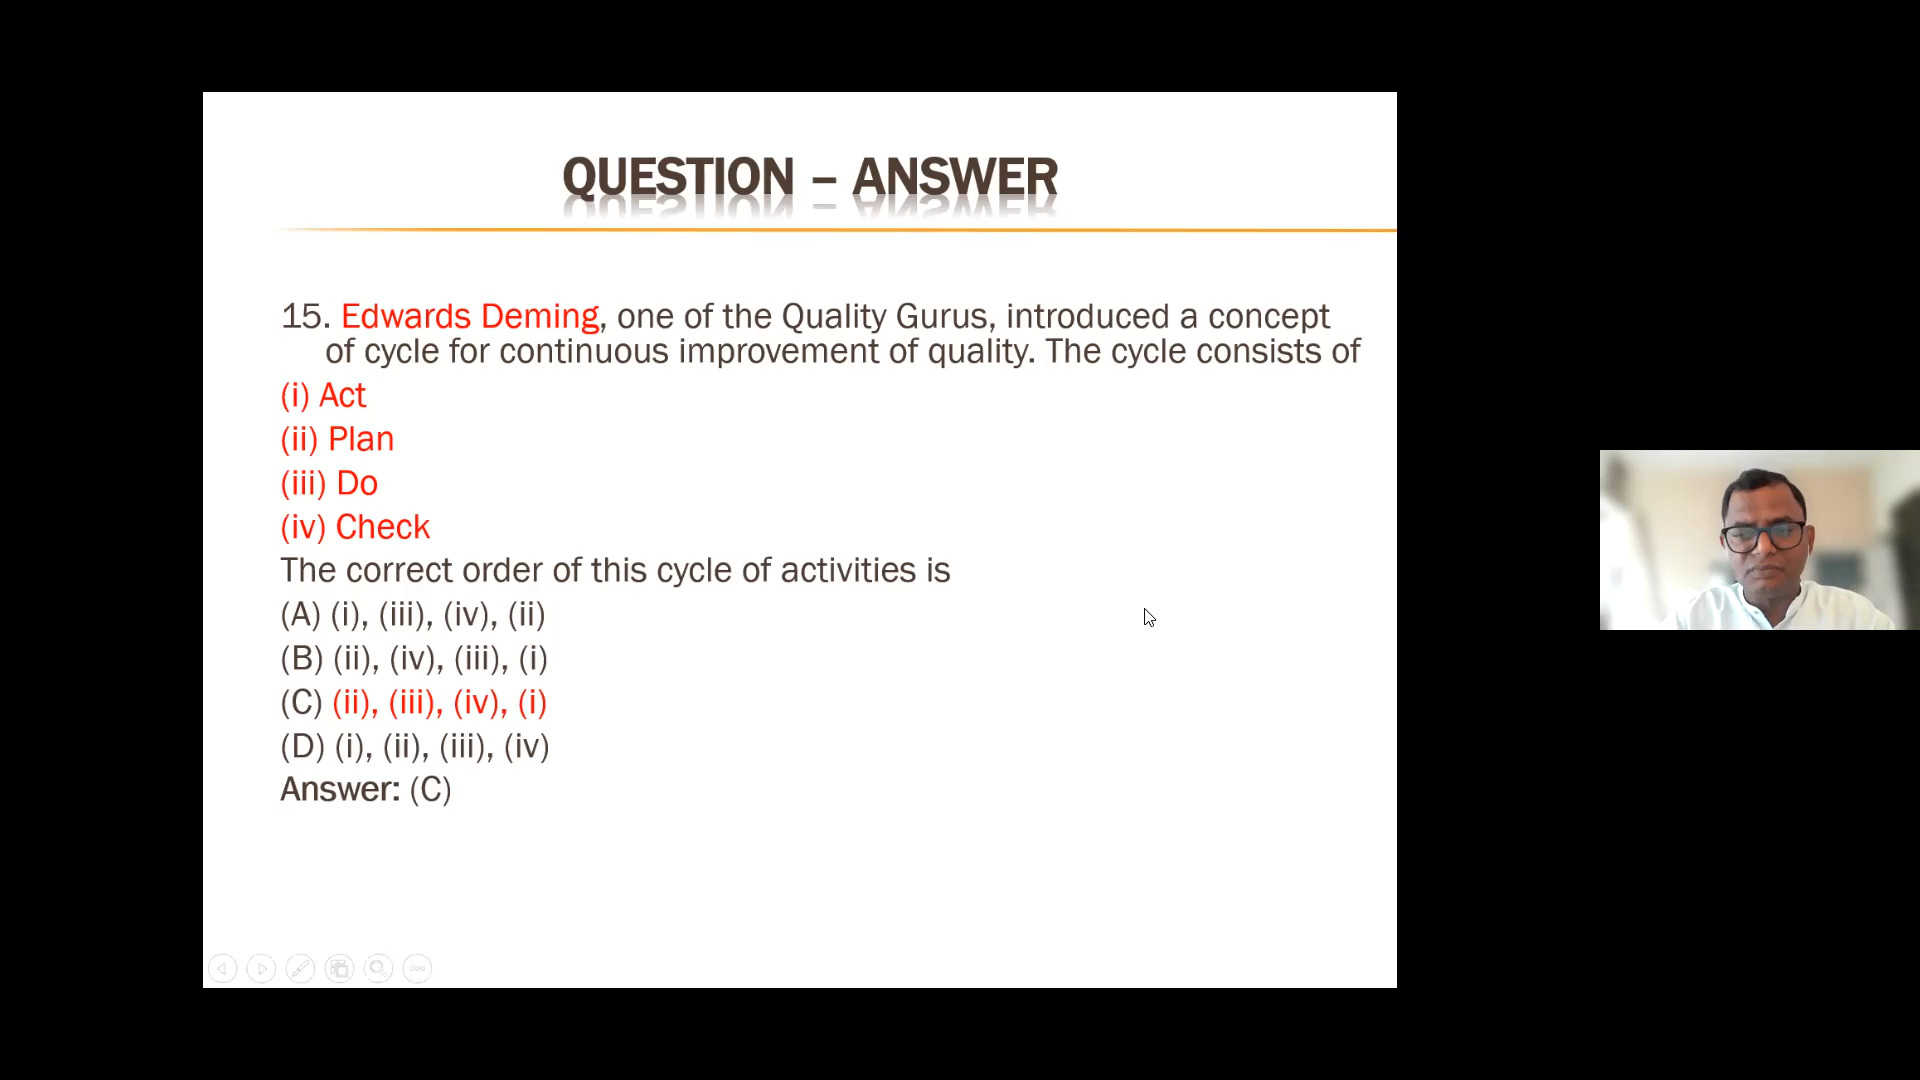 QUESTION – ANSWER
15. Edwards Deming, one of the Quality Gurus, introduced a concept
of cycle for continuous improvement of quality. The cycle consists of
(i) Act
(ii) Plan
(iii) Do
(iv) Check
The correct order of this cycle of activities is
(A) (i), (iii), (iv), (ii)
(B) (ii), (iv), (iii), (i)
(C) (ii), (iii), (iv), (i)
(D) (i), (ii), (iii), (iv)
Answer: (C)